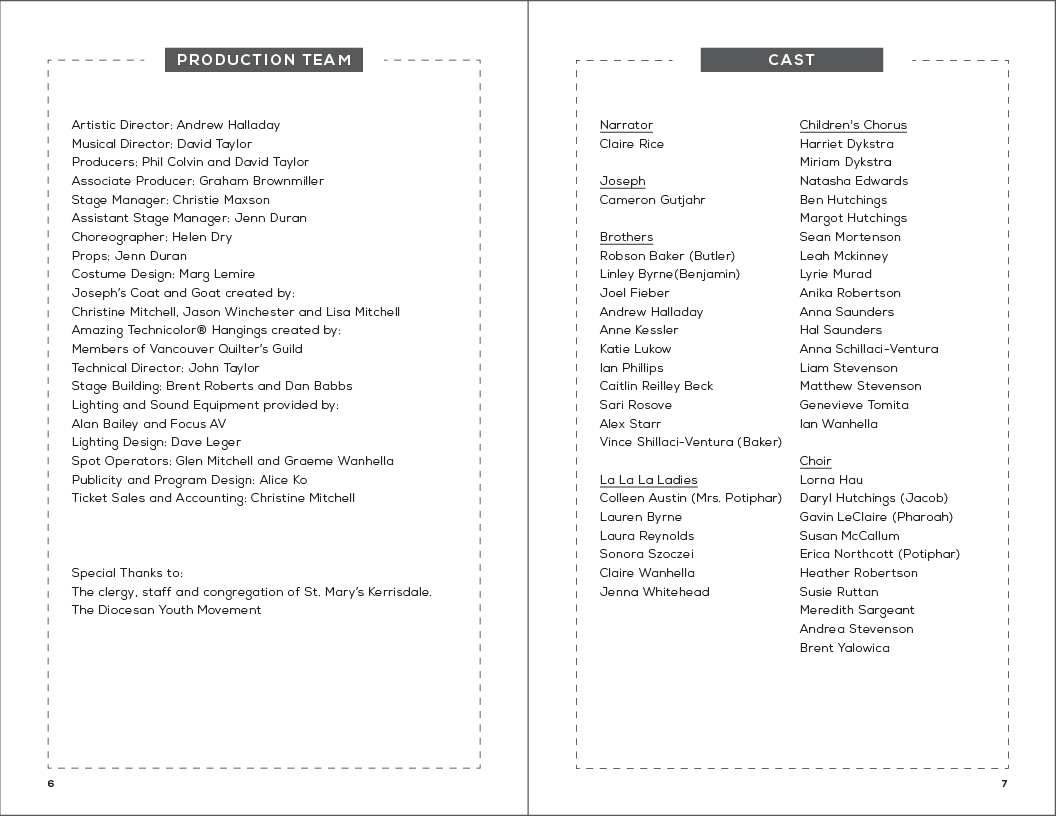 PRODUCTION TEAM
Artistic Director: Andrew Halladay
Musical Director: David Taylor
Producers: Phil Colvin and David Taylor
Associate Producer: Graham Brownmiller
Stage Manager: Christie Maxson
Assistant Stage Manager: Jenn Duran
Choreographer: Helen Dry
Props: Jenn Duran
Costume Design: Marg Lemire
Joseph's Coat and Goat created by:
Christine Mitchell, Jason Winchester and Lisa Mitchell
Amazing Technicolor® Hangings created by:
Members of Vancouver Quilter's Guild
Technical Director: John Taylor
Stage Building: Brent Roberts and Dan Babbs
Lighting and Sound Equipment provided by:
Alan Bailey and Focus AV
Lighting Design: Dave Leger
Spot Operators: Glen Mitchell and Graeme Wanhella
Publicity and Program Design: Alice Ko
Ticket Sales and Accounting: Christine Mitchell
Special Thanks to:
The clergy, staff and congregation of St. Mary's Kerrisdale.
The Diocesan Youth Movement
6
CAST
Narrator
Claire Rice
Joseph
Cameron Gutjahr
Brothers
Robson Baker (Butler)
Linley Byrne(Benjamin)
Joel Fieber
Andrew Halladay
Anne Kessler
Katie Lukow
Ian Phillips
Caitlin Reilley Beck
Sari Rosove
Alex Starr
Vince Shillaci-Ventura (Baker)
La La La Ladies
Colleen Austin (Mrs. Potiphar)
Lauren Byrne
Laura Reynolds
Sonora Szoczei
Claire Wanhella
Jenna Whitehead
Children's Chorus
Harriet Dykstra
Miriam Dykstra
Natasha Edwards
Ben Hutchings
Margot Hutchings
Sean Mortenson
Leah Mckinney
Lyrie Murad
Anika Robertson
Anna Saunders
Hal Saunders
Anna Schillaci-Ventura
Liam Stevenson
Matthew Stevenson
Genevieve Tomita
Ian Wanhella
Choir
Lorna Hau
Daryl Hutchings (Jacob)
Gavin LeClaire (Pharoah)
Susan McCallum
Erica Northcott (Potiphar)
Heather Robertson
Susie Ruttan
Meredith Sargeant
Andrea Stevenson
Brent Yalowica
7